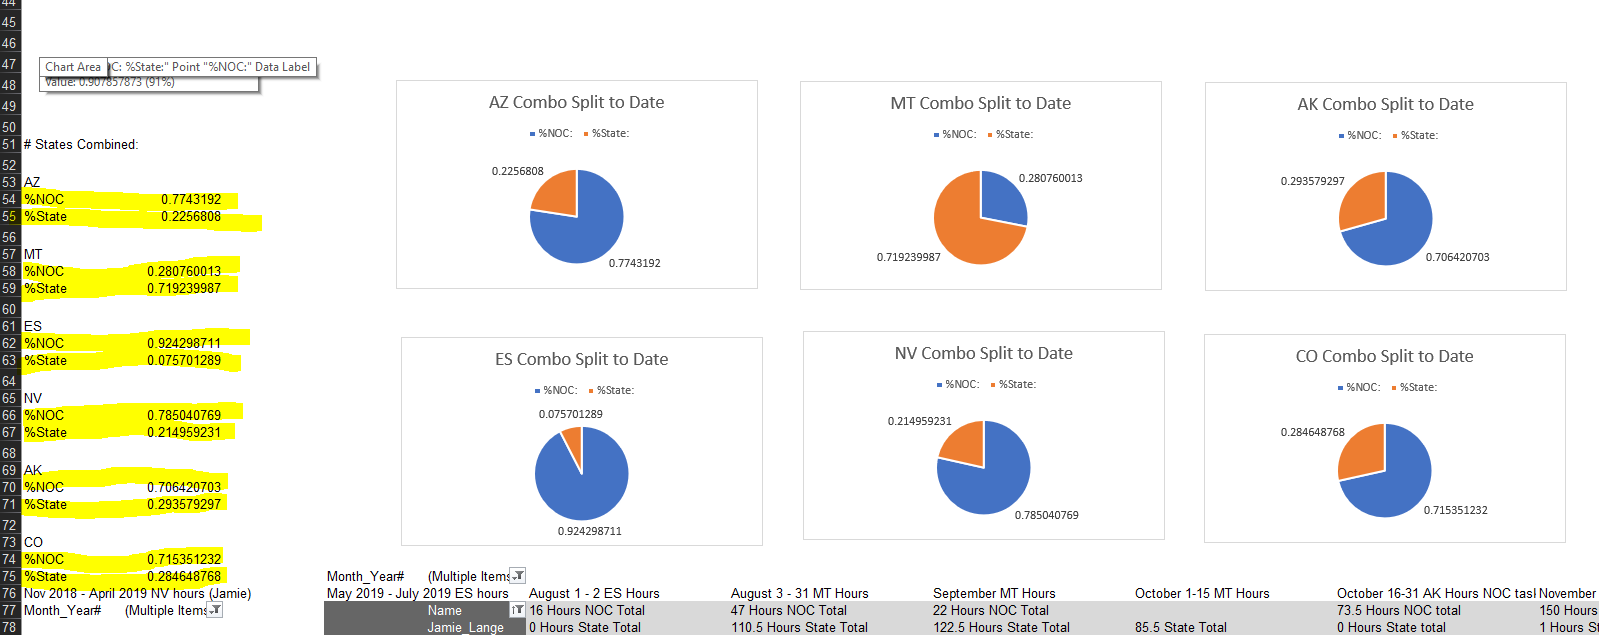 44
45
46
47
Chart Area C: %State:" Point "%NOC:" Data Label
48
Value: 0.907857873 (91%)
49
50
51 # States Combined:
52
53 AZ
54 %NOC 0.7743192
55 %State 0.2256808
56
57 MT
58 %NOC 0.280760013
59 %State 0.719239987
60
61 ES
62 %NOC 0.924298711
63 %State 0.075701289
64
65 NV
66 %NOC 0.785040769
67 %State 0.214959231
68
69 AK
70 %NOC 0.706420703
71 %State 0.293579297
72
73 CO
74 %NOC 0.715351232
75 %State 0.284648768
AZ Combo Split to Date
%NOC: %State:
0.2256808
0.7743192
MT Combo Split to Date
%NOC: %State:
0.280760013
0.719239987
AK Combo Split to Date
%NOC: %State:
0.293579297
0.706420703
ES Combo Split to Date
%NOC: %State:
0.075701289
0.924298711
NV Combo Split to Date
%NOC: %State:
0.214959231
0.785040769
CO Combo Split to Date
%NOC: %State:
0.284648768
0.715351232
Month_Year# (Multiple Items
76 Nov 2018 - April 2019 NV hours (Jamie) May 2019 - July 2019 ES hours August 1 - 2 ES Hours August 3 - 31 MT Hours September MT Hours October 1-15 MT Hours October 16-31 AK Hours NOC task November
77 Month_Year# (Multiple Items Name 16 Hours NOC Total 47 Hours NOC Total 22 Hours NOC Total 73.5 Hours NOC total 150 Hours
78 Jamie_Lange 0 Hours State Total 110.5 Hours State Total 122.5 Hours State Total 85.5 State Total 0 Hours State total 1 Hours St